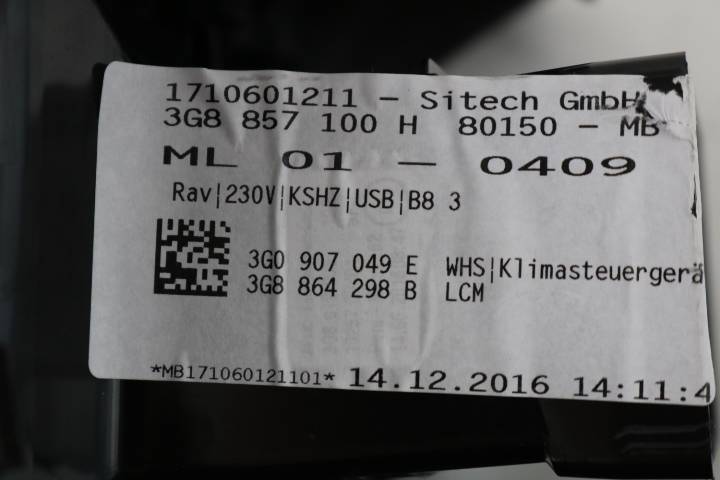 1710601211 – Sitech GmbH
3G8 857 100 H 80150 – MB
ML 01 – 0409
Rav|230V|KSHZ|USB|B8 3
3G0 907 049 E WHS|Klimasteuergerä
3G8 864 298 B LCM
*MB171060121101* 14.12.2016 14:11:4